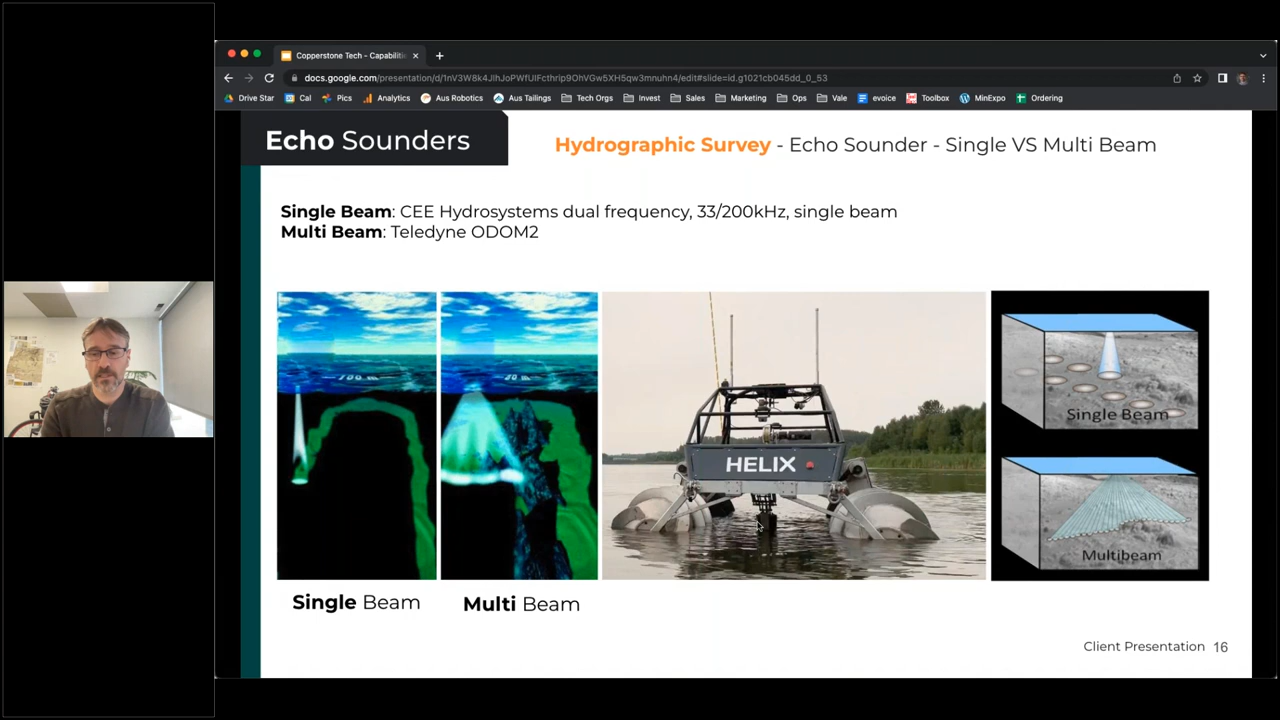 Copperstone Tech - Capabiliti
docs.google.com/presentation/d/1nV3W8k4JIhJoPWfUIFcthrip9OhVGw5XH5qw3mnuhn4/edit#slide=id.g1021cb045dd_0_53
Drive Star Cal Pics Analytics Aus Robotics Aus Tailings Tech Orgs Invest Sales Marketing Ops Vale evoice Toolbox MinExpo Ordering
Echo Sounders
Hydrographic Survey - Echo Sounder - Single VS Multi Beam
Single Beam: CEE Hydrosystems dual frequency, 33/200kHz, single beam
Multi Beam: Teledyne ODOM2
HELIX
Single Beam
Multibeam
Single Beam
Multi Beam
Client Presentation 16